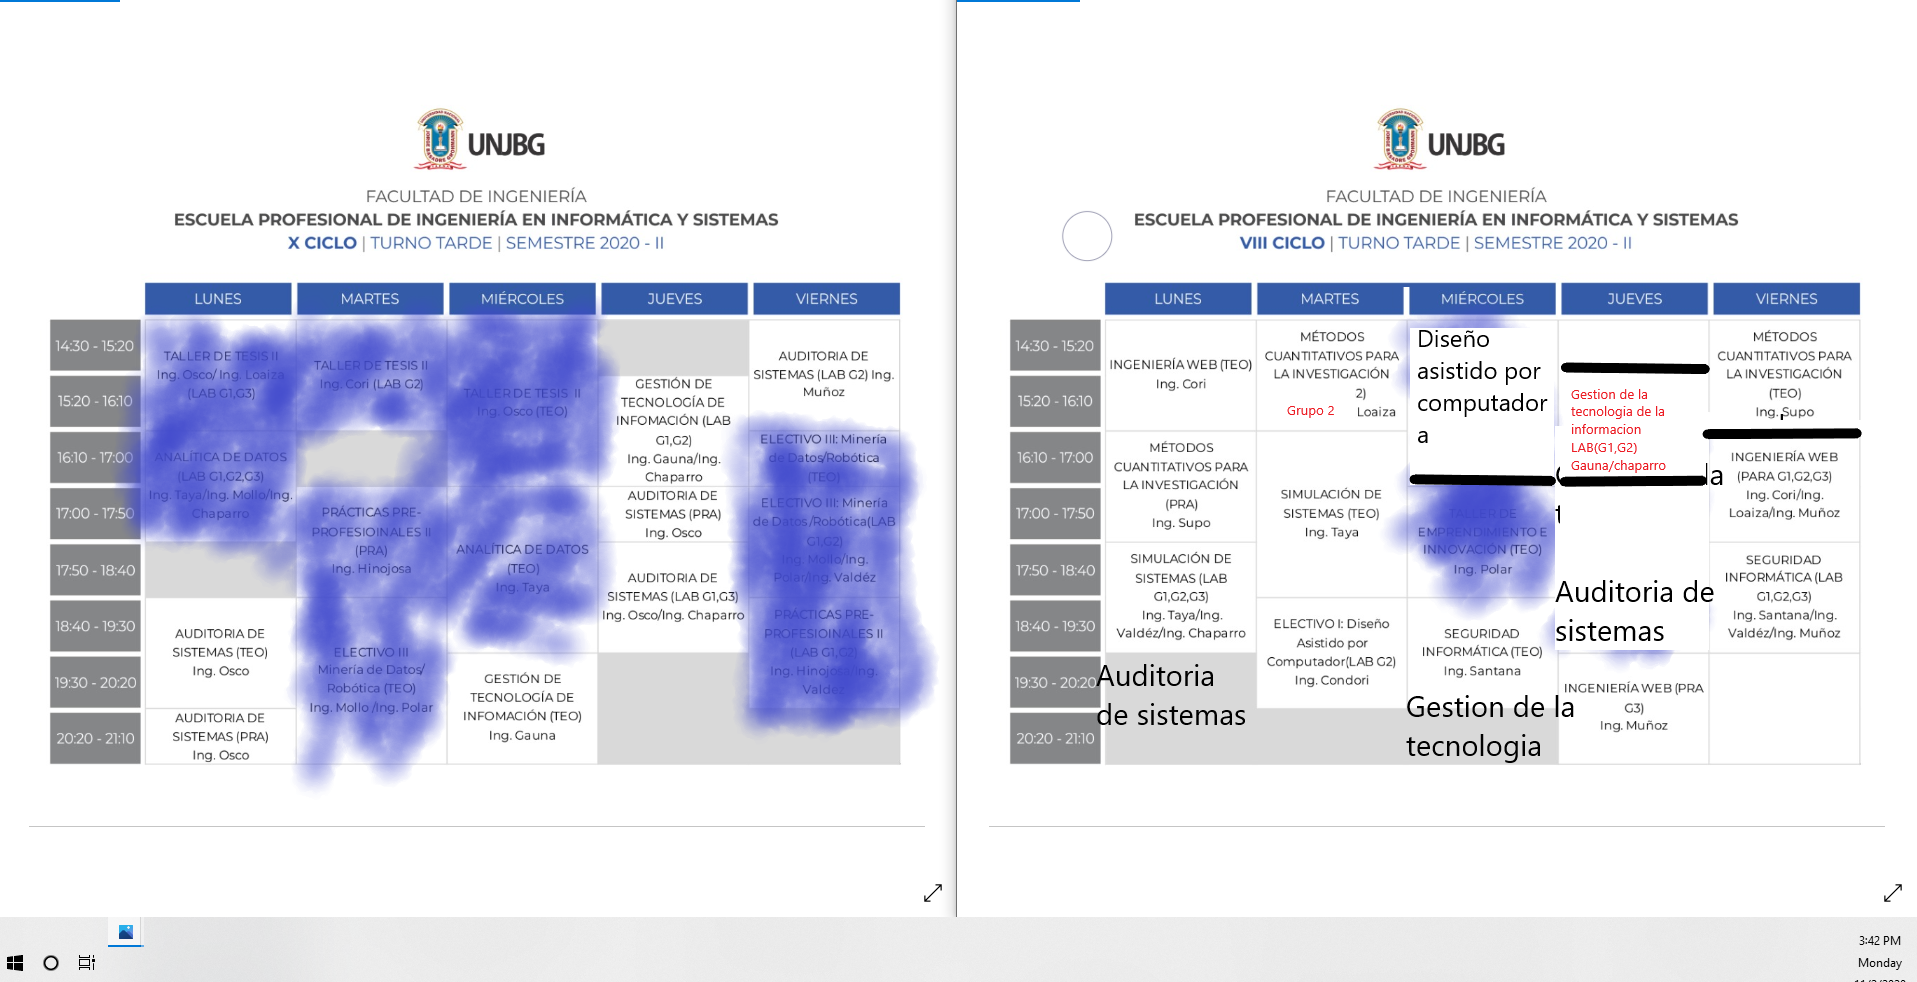 UNJBG
FACULTAD DE INGENIERÍA
ESCUELA PROFESIONAL DE INGENIERÍA EN INFORMÁTICA Y SISTEMAS
X CICLO | TURNO TARDE | SEMESTRE 2020 - II
LUNES
MARTES
MIÉRCOLES
JUEVES
VIERNES
14:30 - 15:20
15:20 - 16:10
16:10 - 17:00
17:00 - 17:50
17:50 - 18:40
18:40 - 19:30
19:30 - 20:20
20:20 - 21:10
TALLER DE TESIS II
Ing. Osco/ Ing. Loaiza
(LAB G1,G3)
ANALÍTICA DE DATOS
(LAB G1,G2,G3)
Ing. Taya/Ing. Mollo/Ing.
Chaparro
AUDITORIA DE
SISTEMAS (TEO)
Ing. Osco
AUDITORIA DE
SISTEMAS (PRA)
Ing. Osco
TALLER DE TESIS II
Ing. Cori (LAB G2)
PRÁCTICAS PRE-
PROFESIOINALES II
(PRA)
Ing. Hinojosa
ELECTIVO III
Minería de Datos/
Robótica (TEO)
Ing. Mollo /Ing. Polar
TALLER DE TESIS II
Ing. Osco (TEO)
ANALÍTICA DE DATOS
(TEO)
Ing. Taya
GESTIÓN DE
TECNOLOGÍA DE
INFOMACIÓN (TEO)
Ing. Gauna
GESTIÓN DE
TECNOLOGÍA DE
INFOMACIÓN (LAB
G1,G2)
Ing. Gauna/Ing.
Chaparro
AUDITORIA DE
SISTEMAS (PRA)
Ing. Osco
AUDITORIA DE
SISTEMAS (LAB G1,G3)
Ing. Osco/Ing. Chaparro
AUDITORIA DE
SISTEMAS (LAB G2) Ing.
Muñoz
ELECTIVO III: Minería
de Datos/Robótica
(TEO)
ELECTIVO III: Minería
de Datos /Robótica(LAB
G1,G2)
Ing. Mollo/Ing.
Polar/Ing. Valdéz
PRÁCTICAS PRE-
PROFESIOINALES II
(LAB G1,G2)
Ing. Hinojosa/Ing.
Valdéz
UNJBG
FACULTAD DE INGENIERÍA
ESCUELA PROFESIONAL DE INGENIERÍA EN INFORMÁTICA Y SISTEMAS
VIII CICLO | TURNO TARDE | SEMESTRE 2020 - II
LUNES
MARTES
MIÉRCOLES
JUEVES
VIERNES
14:30 - 15:20
15:20 - 16:10
16:10 - 17:00
17:00 - 17:50
17:50 - 18:40
18:40 - 19:30
19:30 - 20:20
20:20 - 21:10
INGENIERÍA WEB (TEO)
Ing. Cori
MÉTODOS
CUANTITATIVOS PARA
LA INVESTIGACIÓN
(PRA)
Ing. Supo
SIMULACIÓN DE
SISTEMAS (LAB
G1,G2,G3)
Ing. Taya/Ing.
Valdéz/Ing. Chaparro
Auditoria
de sistemas
MÉTODOS
CUANTITATIVOS PARA
LA INVESTIGACIÓN
2)
Grupo 2 Loaiza
SIMULACIÓN DE
SISTEMAS (TEO)
Ing. Taya
ELECTIVO I: Diseño
Asistido por
Computador(LAB G2)
Ing. Condori
Diseño
asistido por
computador
a
TALLER DE
EMPRENDIMIENTO E
INNOVACIÓN (TEO)
Ing. Polar
SEGURIDAD
INFORMÁTICA (TEO)
Ing. Santana
Gestion de la
tecnologia
Gestion de la
tecnologia de la
informacion
LAB(G1,G2)
Gauna/chaparro
Auditoria de
sistemas
INGENIERÍA WEB (PRA
G3)
Ing. Muñoz
MÉTODOS
CUANTITATIVOS PARA
LA INVESTIGACIÓN
(TEO)
Ing. Supo
INGENIERÍA WEB
(PARA G1,G2,G3)
Ing. Cori/Ing.
Loaiza/Ing. Muñoz
SEGURIDAD
INFORMÁTICA (LAB
G1,G2,G3)
Ing. Santana/Ing.
Valdéz/Ing. Muñoz
3:42 PM
Monday